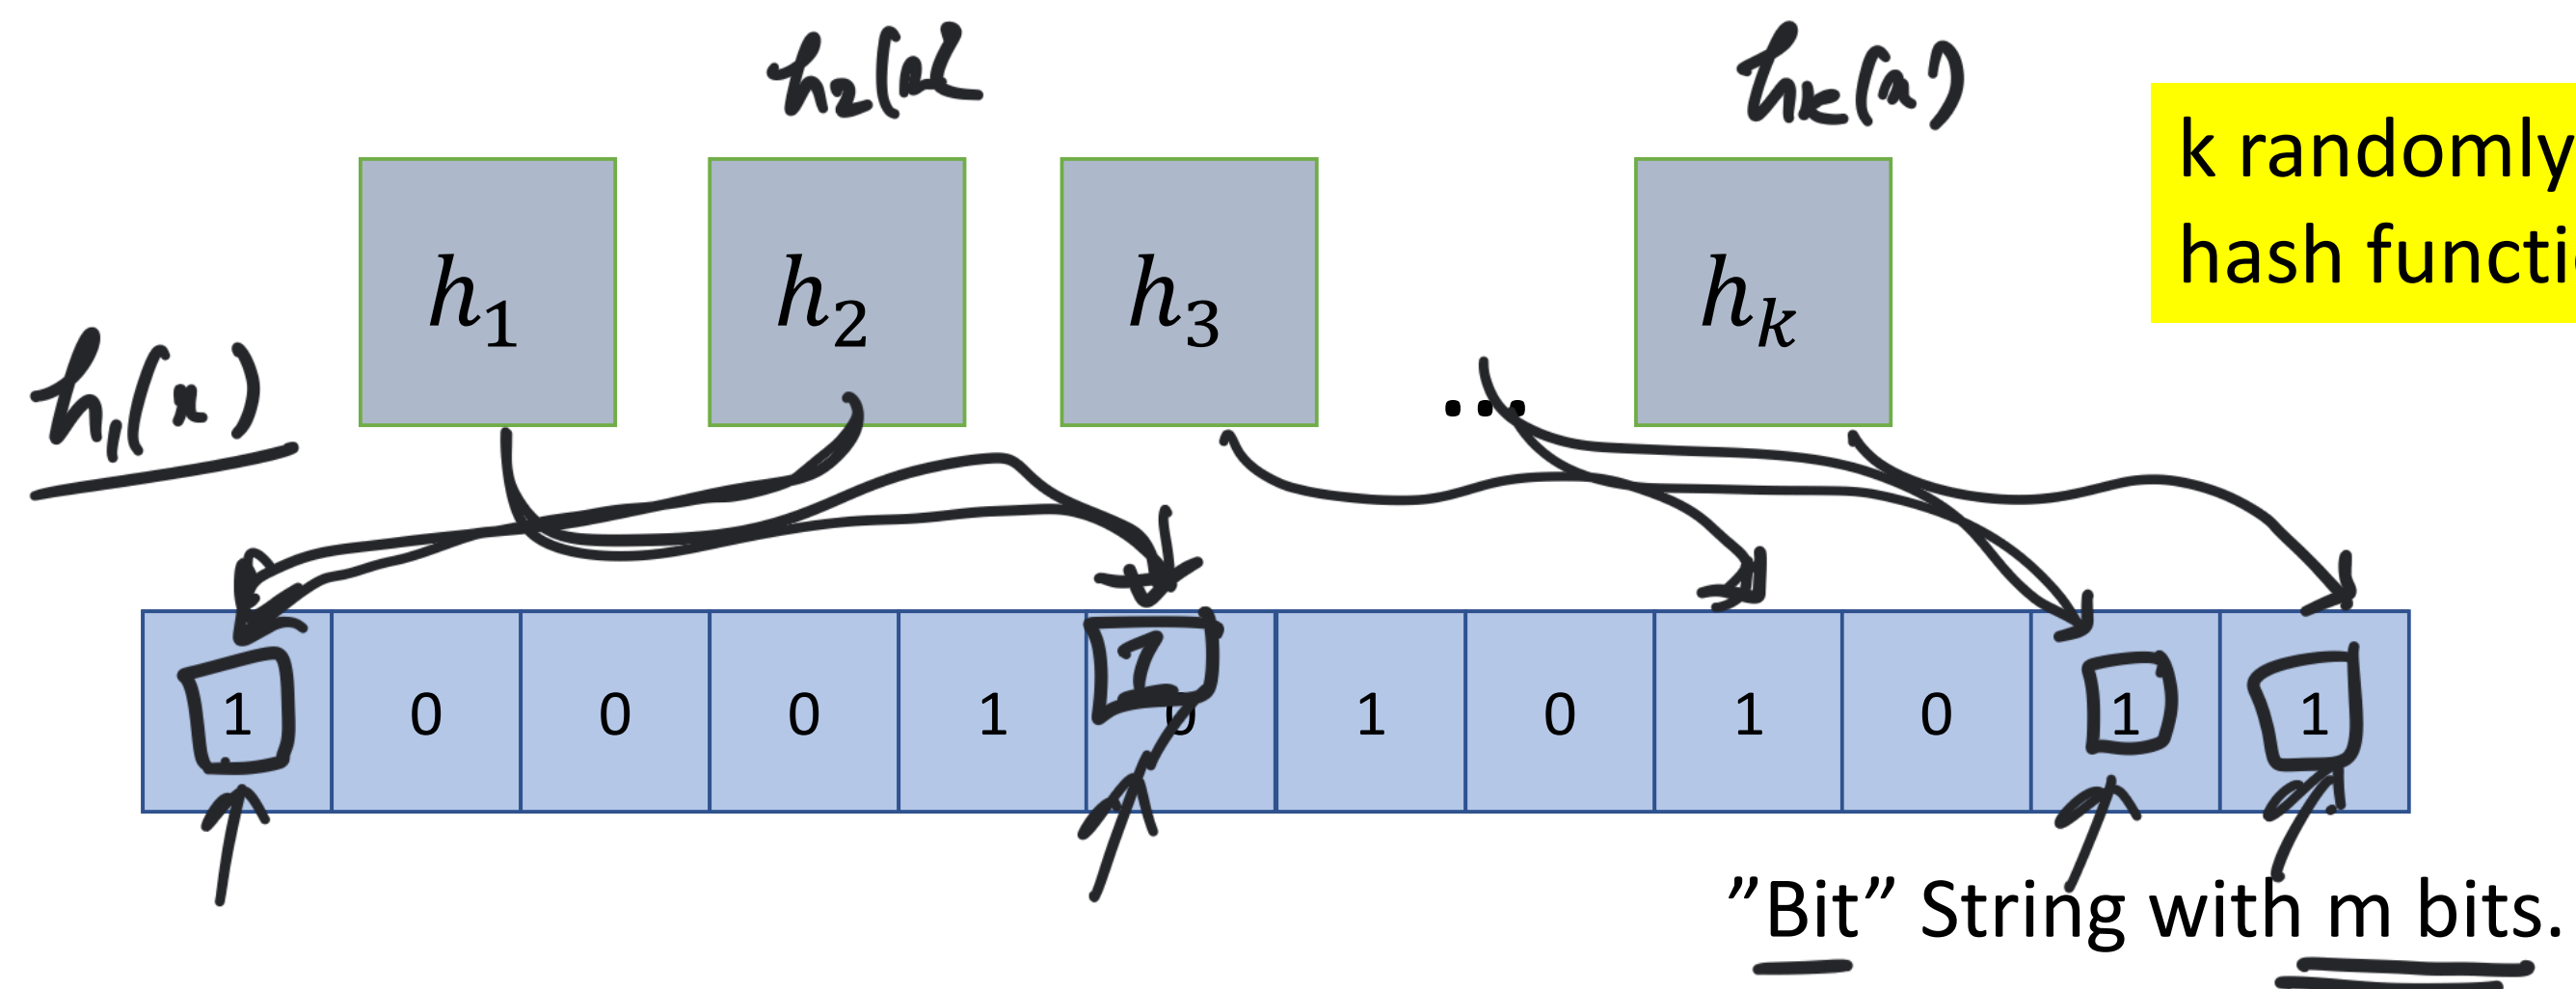 h₂(x)
hₖ(x)
k randomly
hash functi
h₁ h₂ h₃ ... hₖ
h₁(x)
1 0 0 0 1 1 0 1 0 1 0 1 1
"Bit" String with m bits.